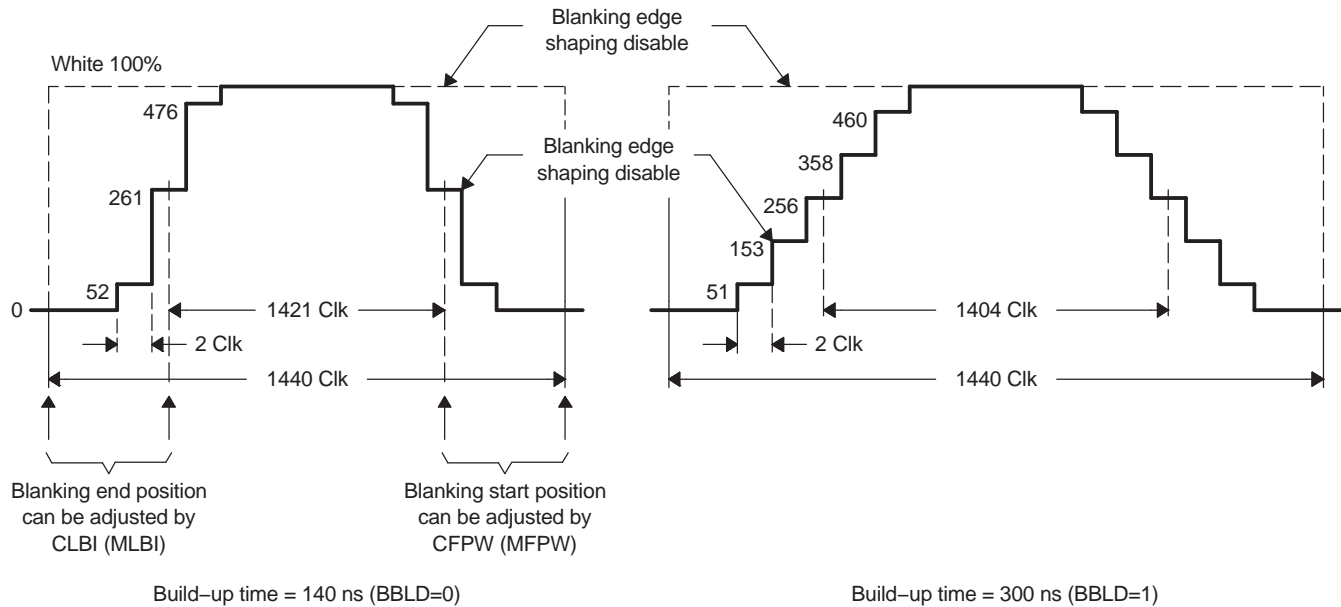 Blanking edge
shaping disable
White 100%
476
261
52
0
1421 Clk
2 Clk
1440 Clk
Blanking edge
shaping disable
460
358
256
153
51
1404 Clk
2 Clk
1440 Clk
Blanking end position
can be adjusted by
CLBI (MLBI)
Blanking start position
can be adjusted by
CFPW (MFPW)
Build–up time = 140 ns (BBLD=0)
Build–up time = 300 ns (BBLD=1)